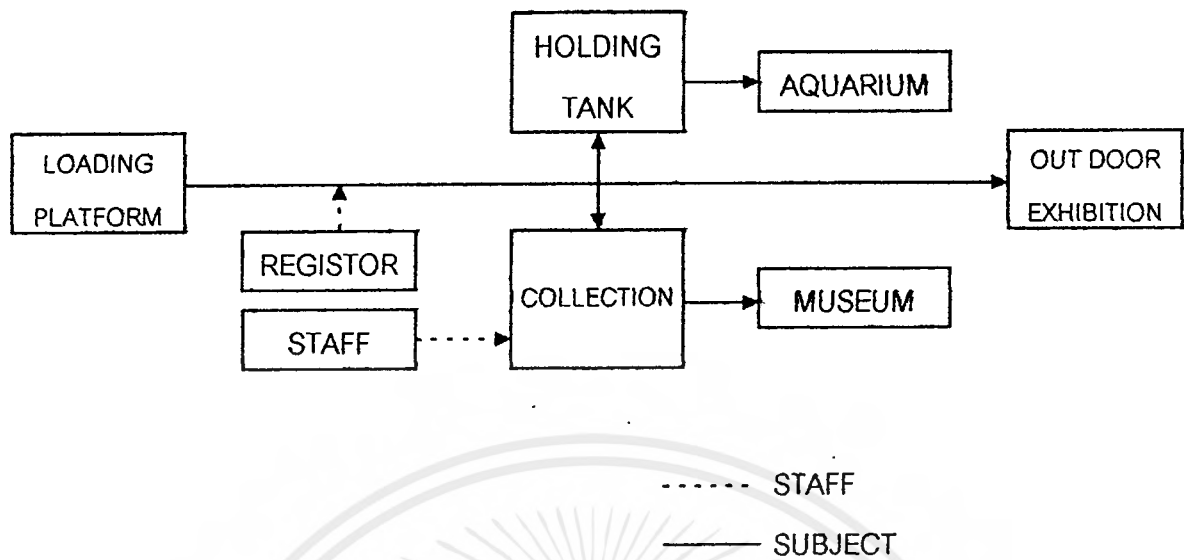 HOLDING
TANK
AQUARIUM
LOADING
PLATFORM
OUT DOOR
EXHIBITION
REGISTOR
COLLECTION
MUSEUM
STAFF
STAFF
SUBJECT